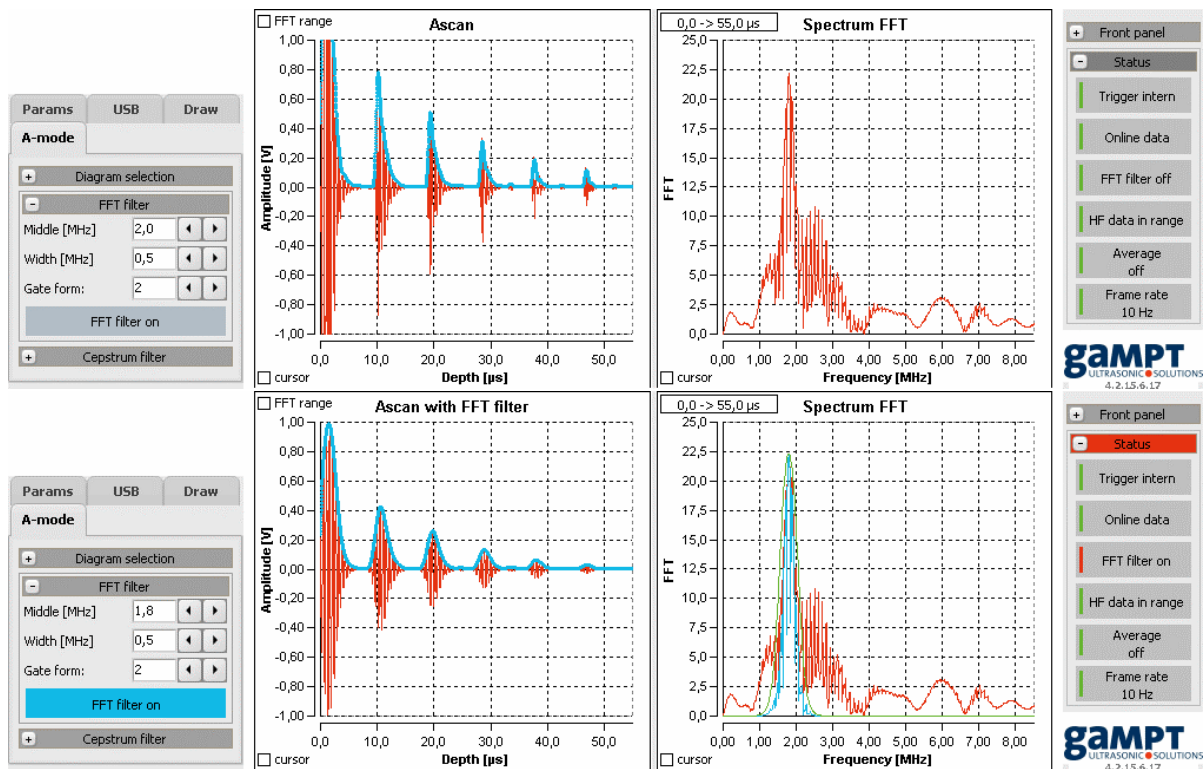 Params USB Draw
A-mode
+ Diagram selection
- FFT filter
Middle [MHz] 2,0
Width [MHz] 0,5
Gate form: 2
FFT filter on
+ Cepstrum filter
FFT range
Ascan
1,00
0,80
0,60
0,40
0,20
0,00
-0,20
-0,40
-0,60
-0,80
-1,00
Amplitude [V]
0,0 10,0 20,0 30,0 40,0 50,0
cursor Depth [µs]
0,0 -> 55,0 µs Spectrum FFT
25,0
22,5
20,0
17,5
15,0
12,5
10,0
7,5
5,0
2,5
0,0
FFT
0,00 1,00 2,00 3,00 4,00 5,00 6,00 7,00 8,00
cursor Frequency [MHz]
+ Front panel
- Status
Trigger intern
Online data
FFT filter off
HF data in range
Average
off
Frame rate
10 Hz
gaMPT
ULTRASONIC SOLUTIONS
4.2.15.6.17
Params USB Draw
A-mode
+ Diagram selection
- FFT filter
Middle [MHz] 1,8
Width [MHz] 0,5
Gate form: 2
FFT filter on
+ Cepstrum filter
FFT range
Ascan with FFT filter
1,00
0,80
0,60
0,40
0,20
0,00
-0,20
-0,40
-0,60
-0,80
-1,00
Amplitude [V]
0,0 10,0 20,0 30,0 40,0 50,0
cursor Depth [µs]
0,0 -> 55,0 µs Spectrum FFT
25,0
22,5
20,0
17,5
15,0
12,5
10,0
7,5
5,0
2,5
0,0
FFT
0,00 1,00 2,00 3,00 4,00 5,00 6,00 7,00 8,00
cursor Frequency [MHz]
+ Front panel
- Status
Trigger intern
Online data
FFT filter on
HF data in range
Average
off
Frame rate
10 Hz
gaMPT
ULTRASONIC SOLUTIONS
4.2.15.6.17